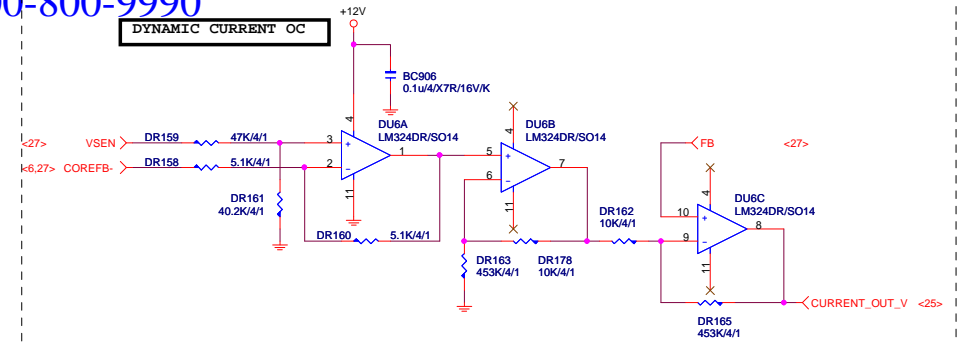 00-800-9990
DYNAMIC CURRENT OC
+12V
BC906
0.1u/4/X7R/16V/K
DU6A
LM324DR/SO14
DU6B
LM324DR/SO14
<27> VSEN DR159 47K/4/1 3 + 4 1
<6,27> COREFB- DR158 5.1K/4/1 2 - 11
5 + 4 7
6 - 11
FB <27>
DU6C
LM324DR/SO14
DR161
40.2K/4/1
DR160 5.1K/4/1
DR162
10K/4/1
10 + 4 8
9 - 11
DR163
453K/4/1
DR178
10K/4/1
CURRENT_OUT_V <25>
DR165
453K/4/1